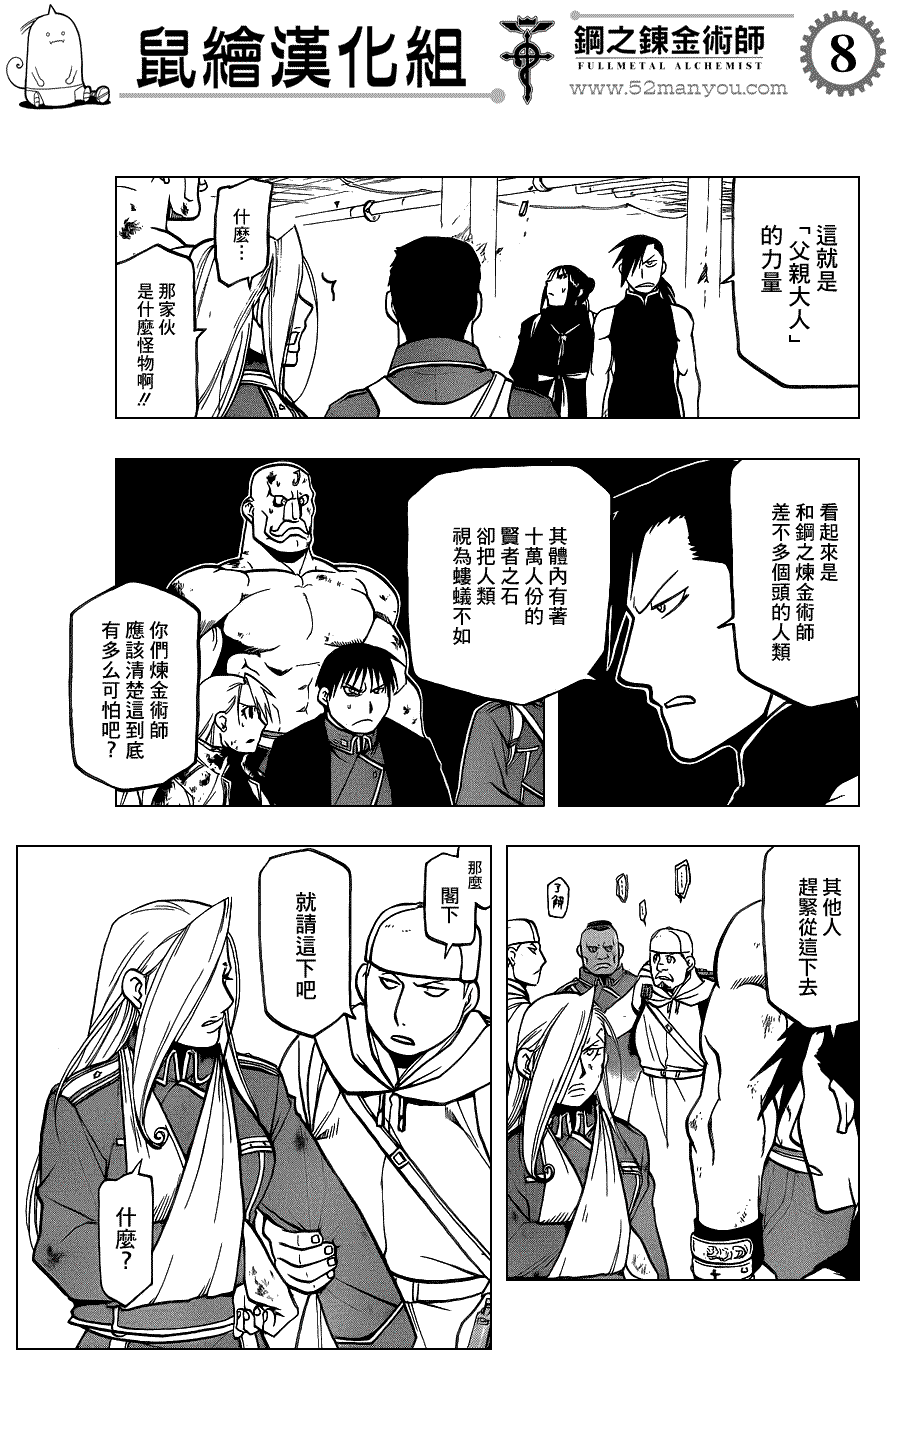 鼠繪漢化組
鋼之鍊金術師
FULLMETAL ALCHEMIST
www.52manyou.com
8
這就是
「父親大人」
的力量
什麼…
那家伙
是什麼怪物啊!!
看起來是
和鋼之煉金術師
差不多個頭的人類
其體內有著
十萬人份的
賢者之石
卻把人類
視為螻蟻不如
你們煉金術師
應該清楚這到底
有多么可怕吧？
其他人
趕緊從這下去
了解
那麼
閣下
就請這下吧
什麼？